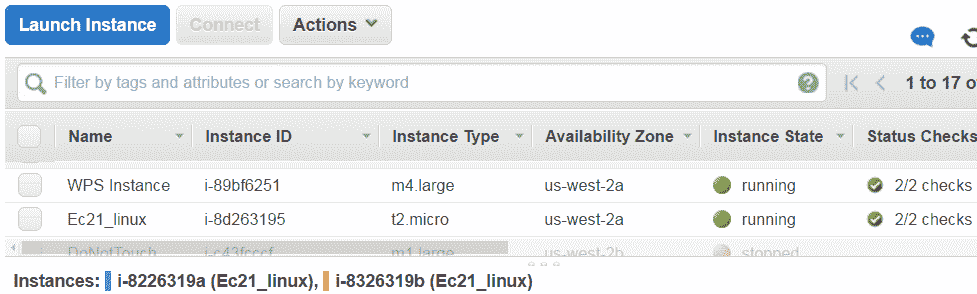 Launch Instance Connect Actions
Filter by tags and attributes or search by keyword 1 to 17 o
Name Instance ID Instance Type Availability Zone Instance State Status Checks
WPS Instance i-89bf6251 m4.large us-west-2a running 2/2 checks
Ec21_linux i-8d263195 t2.micro us-west-2a running 2/2 checks
DoNotTouch i-c43fcccf m1.large us-west-2b stopped
Instances: i-8226319a (Ec21_linux), i-8326319b (Ec21_linux)